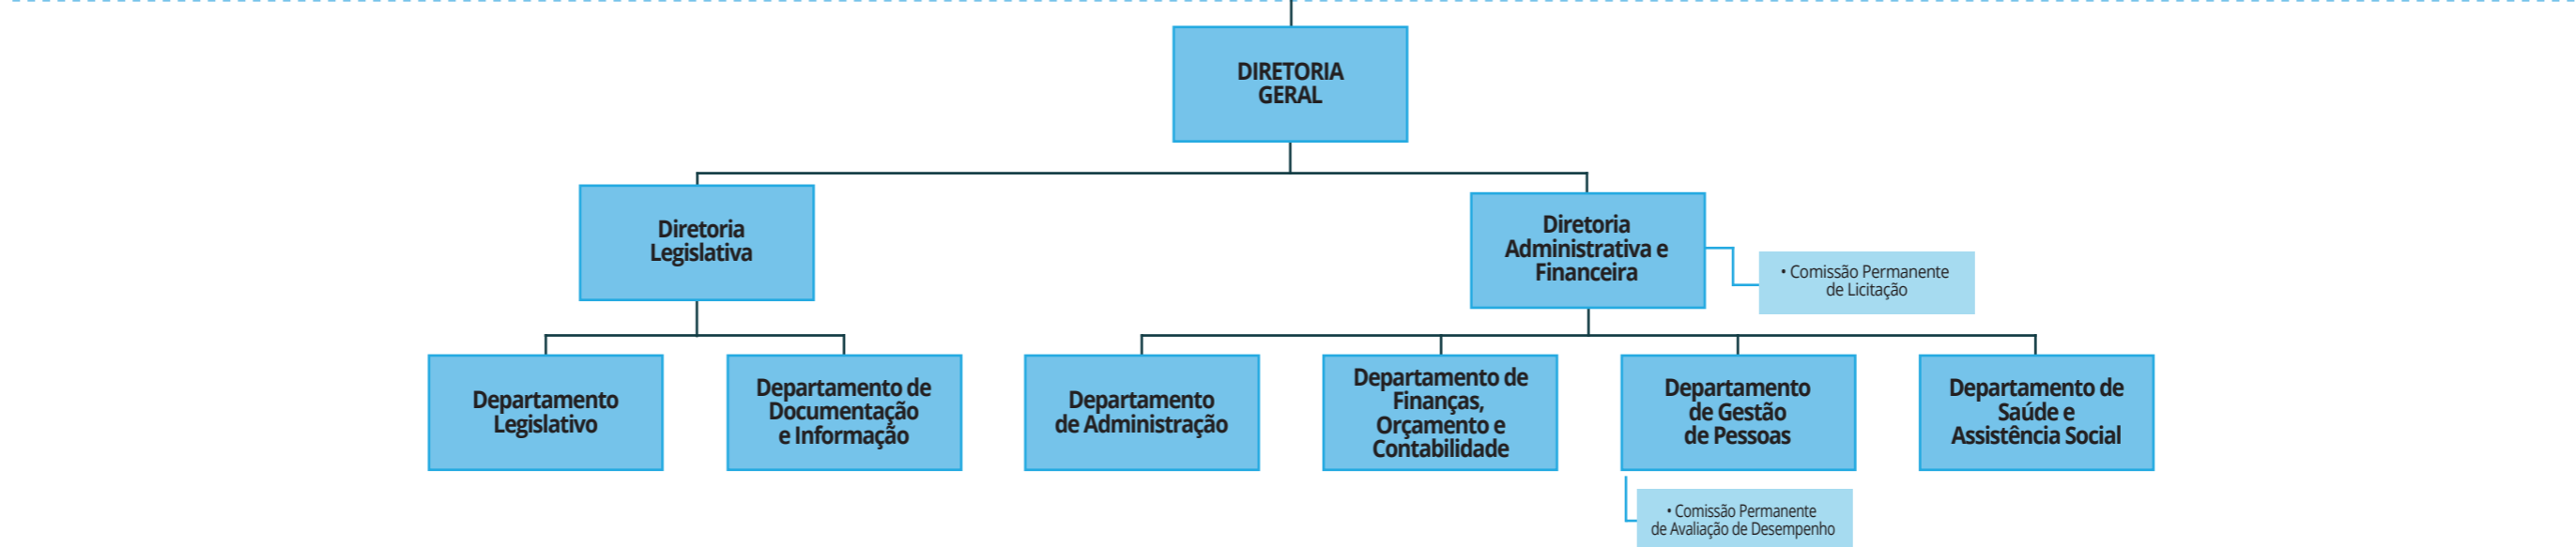 DIRETORIA
GERAL
Diretoria
Legislativa
Diretoria
Administrativa e
Financeira
• Comissão Permanente
de Licitação
Departamento
Legislativo
Departamento de
Documentação
e Informação
Departamento
de Administração
Departamento de
Finanças,
Orçamento e
Contabilidade
Departamento
de Gestão
de Pessoas
Departamento de
Saúde e
Assistência Social
• Comissão Permanente
de Avaliação de Desempenho